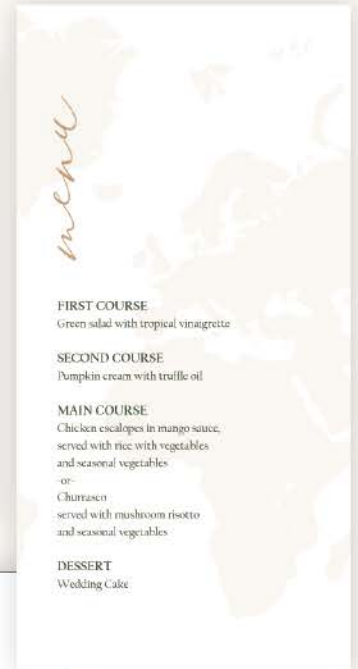 menu
FIRST COURSE
Green salad with tropical vinaigrette
SECOND COURSE
Pumpkin cream with truffle oil
MAIN COURSE
Chicken escalopes in mango sauce,
served with rice with vegetables
and seasonal vegetables
-or-
Churrasco
served with mushroom risotto
and seasonal vegetables
DESSERT
Wedding Cake